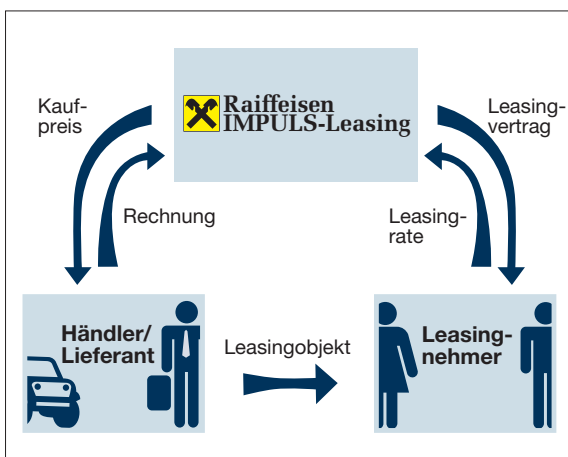 Kauf-
preis
Raiffeisen
IMPULS-Leasing
Leasing-
vertrag
Rechnung
Leasing-
rate
Händler/
Lieferant
Leasingobjekt
Leasing-
nehmer